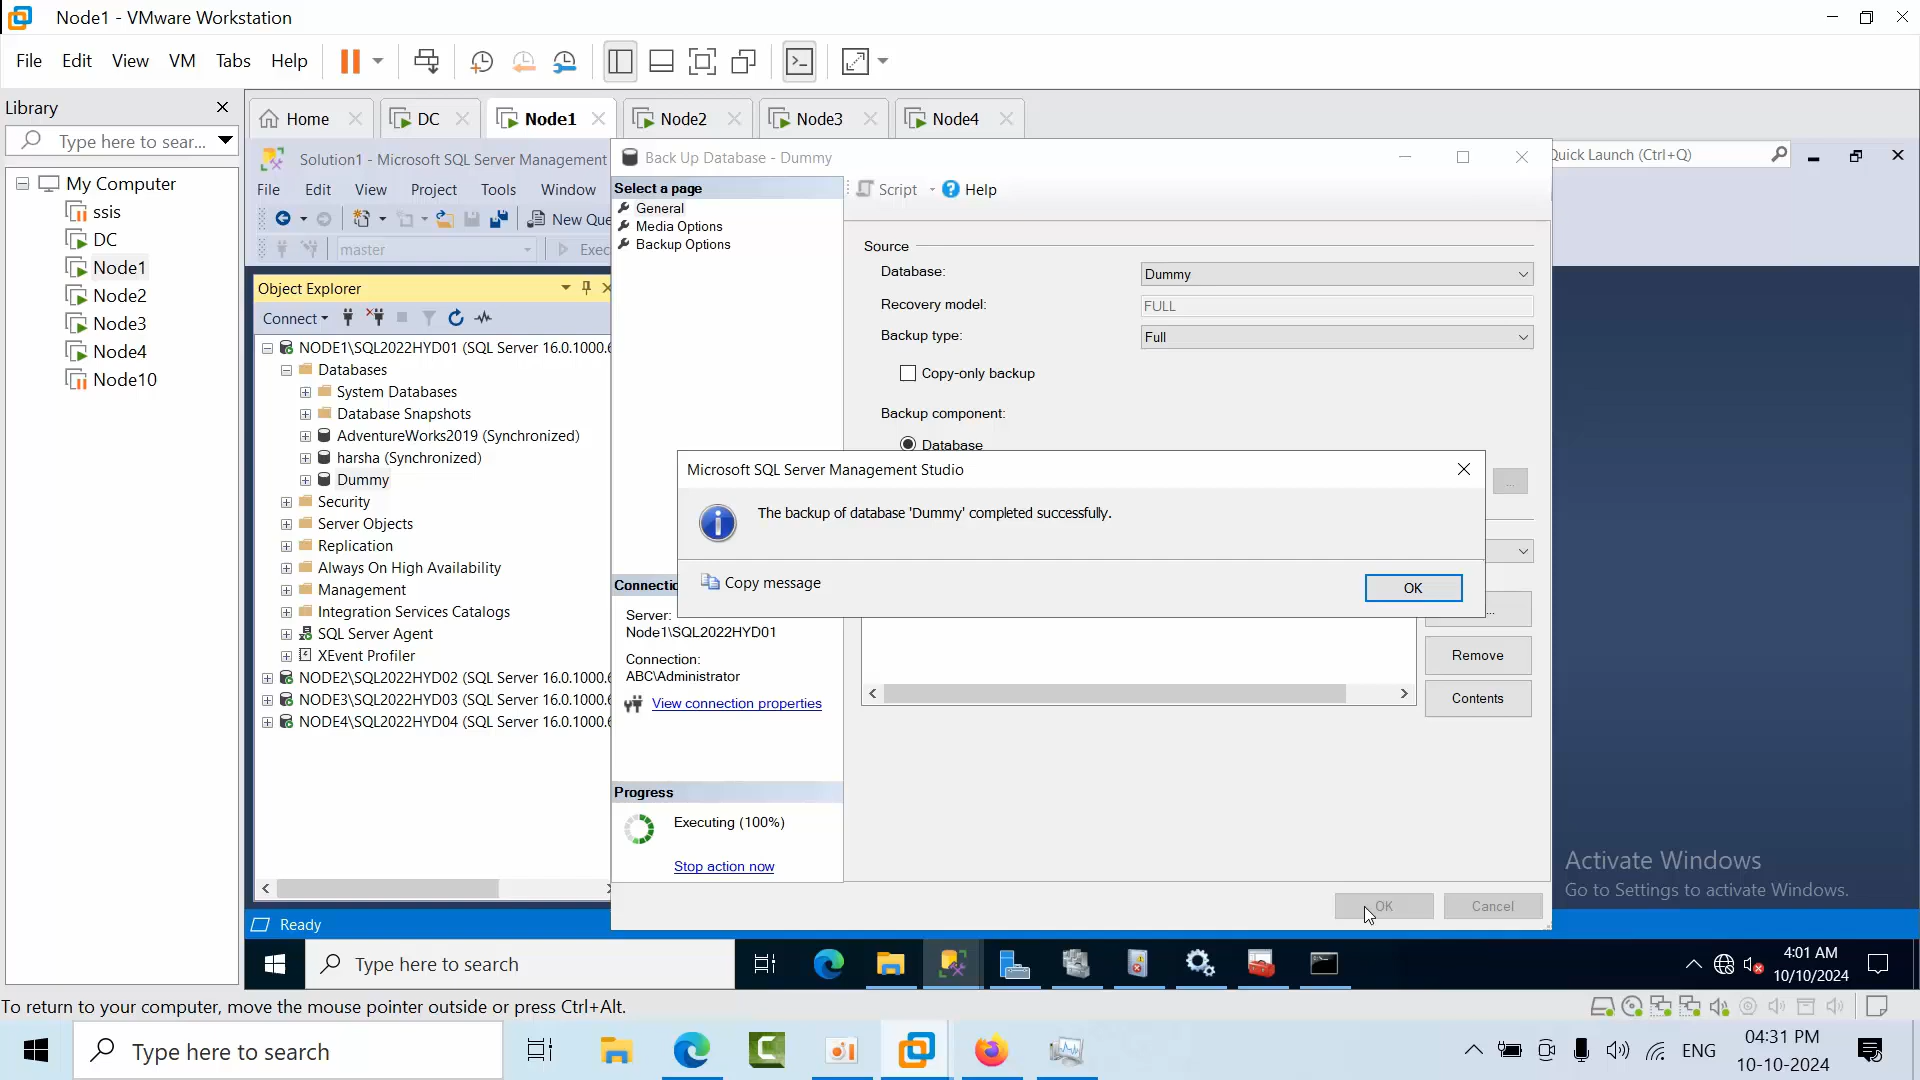 Node1 - VMware Workstation
File Edit View VM Tabs Help
Library
Type here to sear...
My Computer
ssis
DC
Node1
Node2
Node3
Node4
Node10
Home DC Node1 Node2 Node3 Node4
Solution1 - Microsoft SQL Server Management
Quick Launch (Ctrl+Q)
File Edit View Project Tools Window
New Que
master
Exec
Object Explorer
Connect
NODE1\SQL2022HYD01 (SQL Server 16.0.1000.6
Databases
System Databases
Database Snapshots
AdventureWorks2019 (Synchronized)
harsha (Synchronized)
Dummy
Security
Server Objects
Replication
Always On High Availability
Management
Integration Services Catalogs
SQL Server Agent
XEvent Profiler
NODE2\SQL2022HYD02 (SQL Server 16.0.1000.6
NODE3\SQL2022HYD03 (SQL Server 16.0.1000.6
NODE4\SQL2022HYD04 (SQL Server 16.0.1000.6
Ready
Back Up Database - Dummy
Select a page
General
Media Options
Backup Options
Script Help
Source
Database: Dummy
Recovery model: FULL
Backup type: Full
Copy-only backup
Backup component:
Database
...
Microsoft SQL Server Management Studio
The backup of database 'Dummy' completed successfully.
Copy message
OK
Connectio
Server:
Node1\SQL2022HYD01
Connection:
ABC\Administrator
View connection properties
...
Remove
Contents
Progress
Executing (100%)
Stop action now
OK Cancel
Activate Windows
Go to Settings to activate Windows.
Type here to search
4:01 AM
10/10/2024
To return to your computer, move the mouse pointer outside or press Ctrl+Alt.
Type here to search
ENG
04:31 PM
10-10-2024